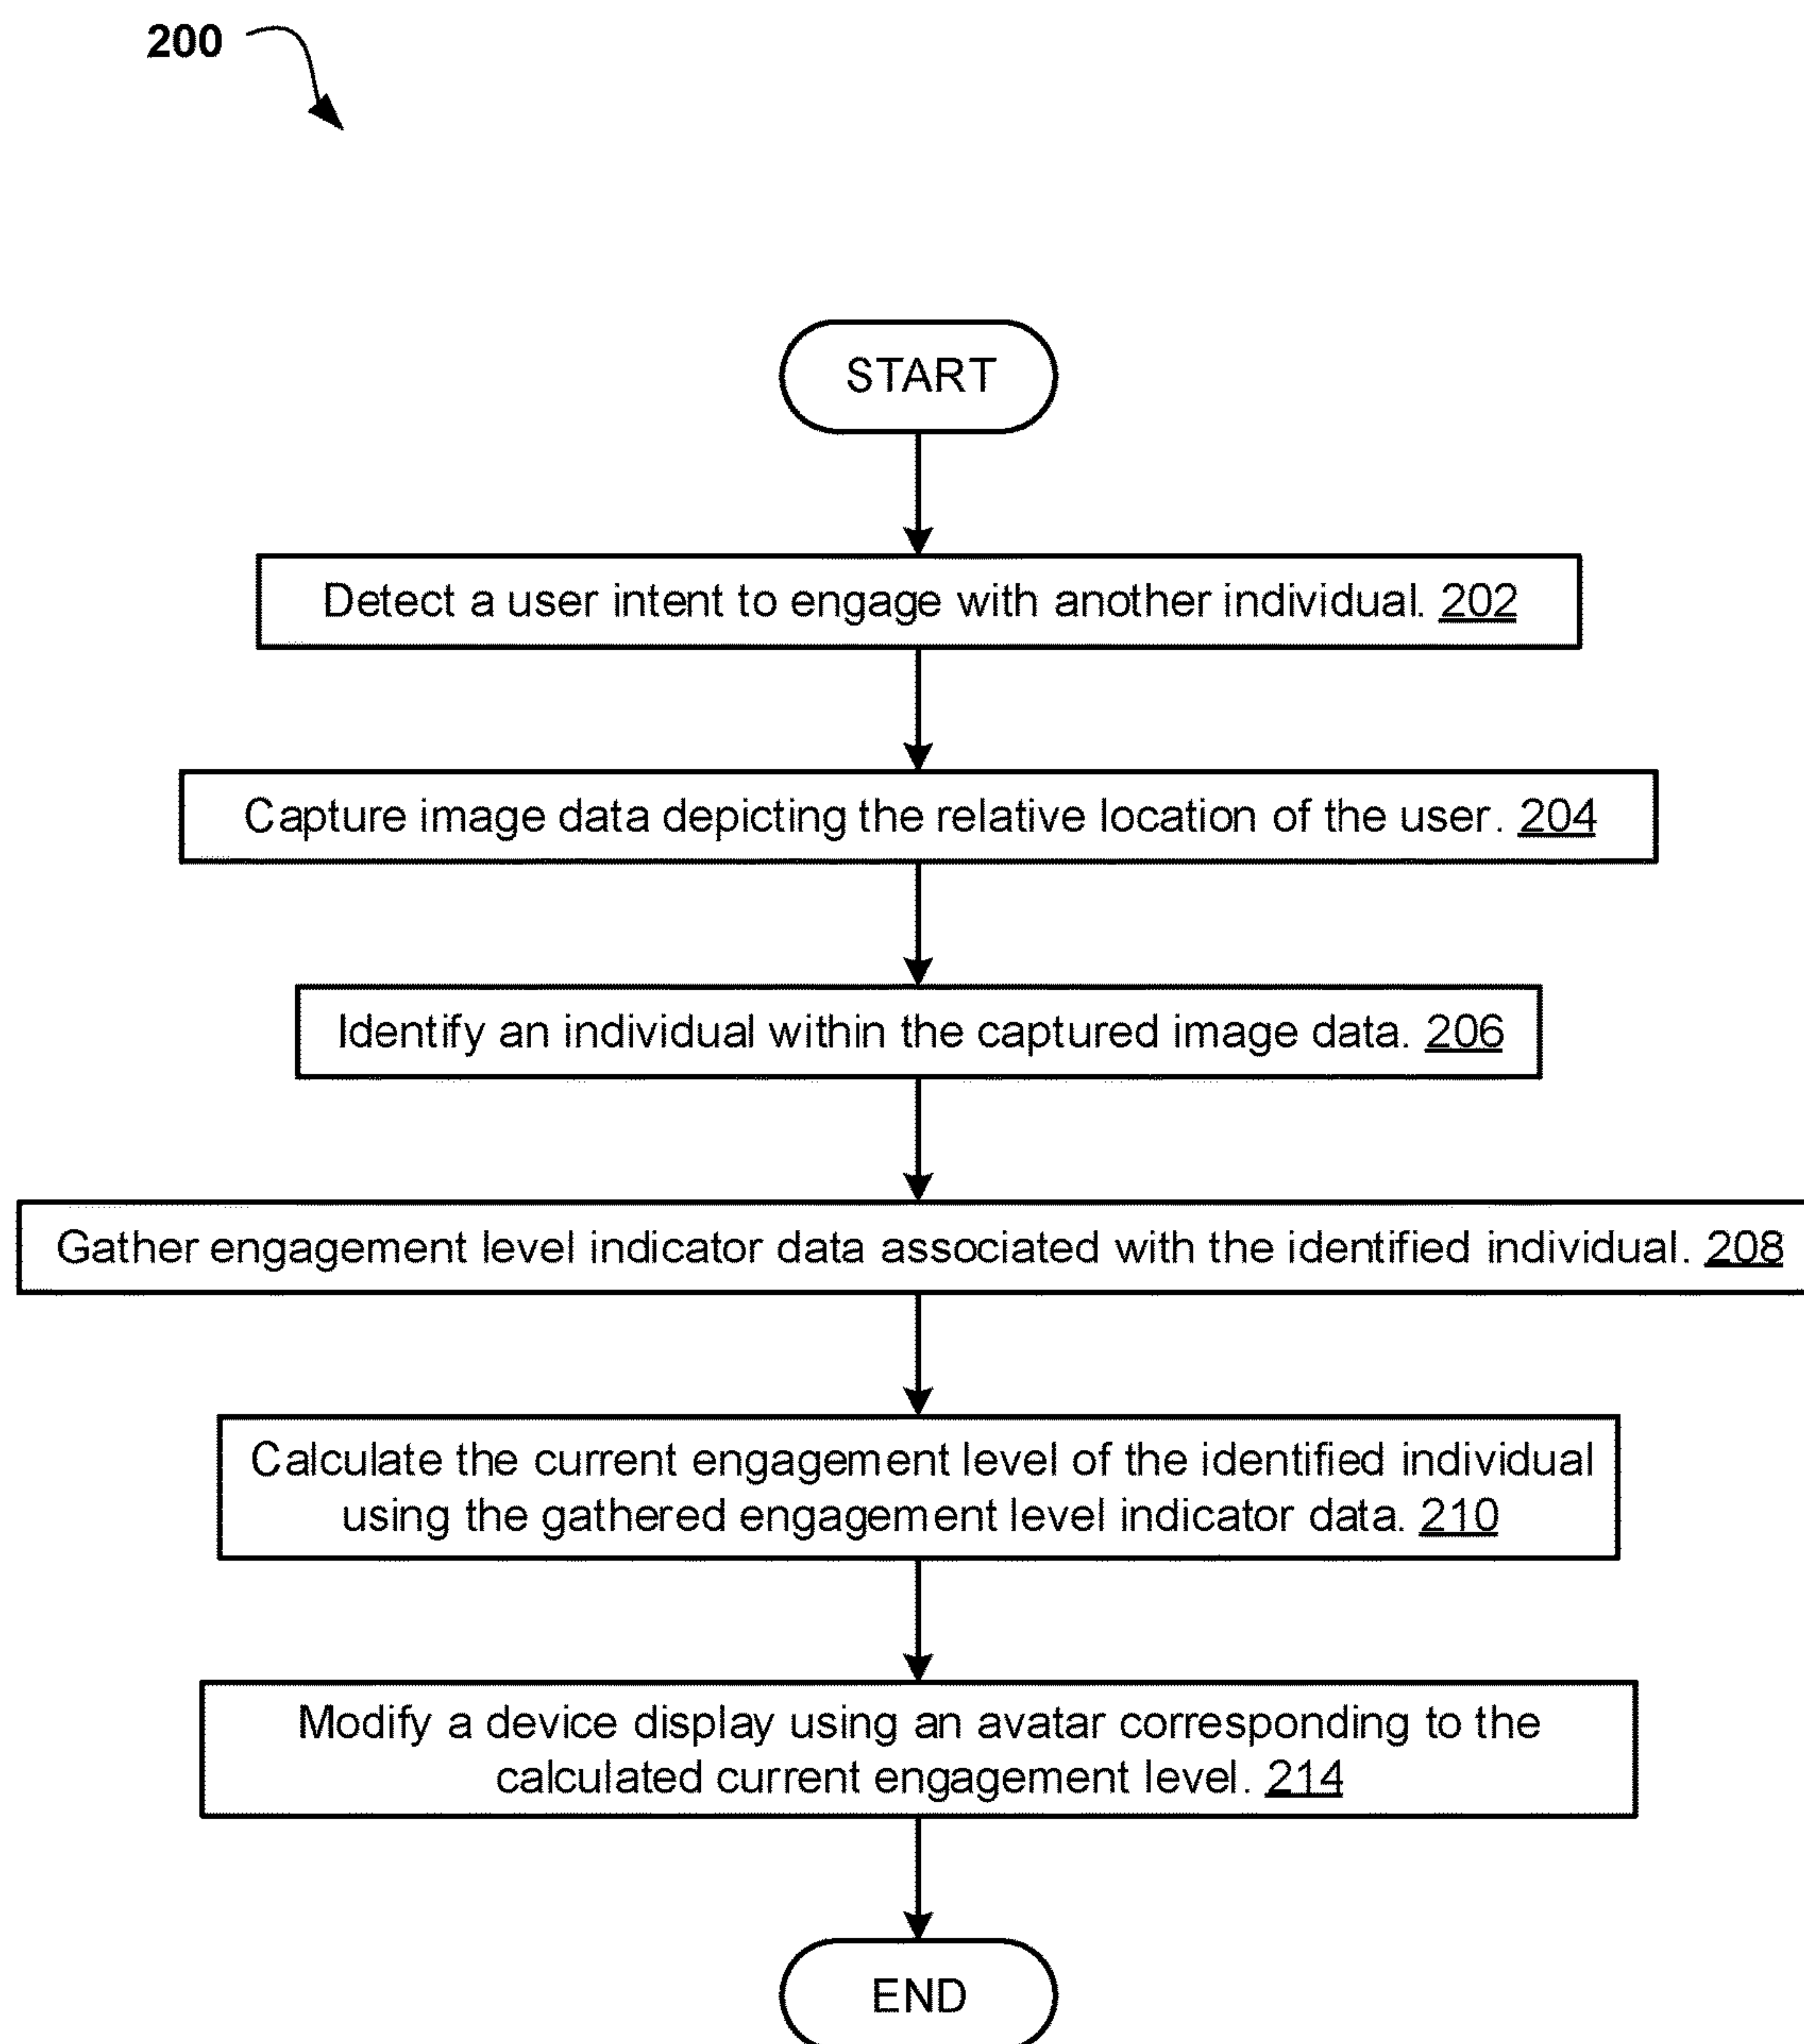 200
START
Detect a user intent to engage with another individual. 202
Capture image data depicting the relative location of the user. 204
Identify an individual within the captured image data. 206
Gather engagement level indicator data associated with the identified individual. 208
Calculate the current engagement level of the identified individual
using the gathered engagement level indicator data. 210
Modify a device display using an avatar corresponding to the
calculated current engagement level. 214
END